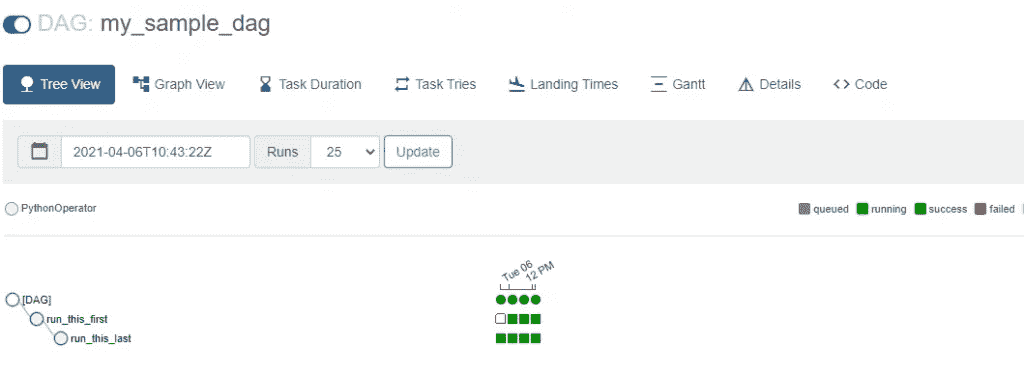 DAG: my_sample_dag
Tree View Graph View Task Duration Task Tries Landing Times Gantt Details Code
2021-04-06T10:43:22Z Runs 25 Update
PythonOperator queued running success failed
Tue 06
12 PM
[DAG]
run_this_first
run_this_last